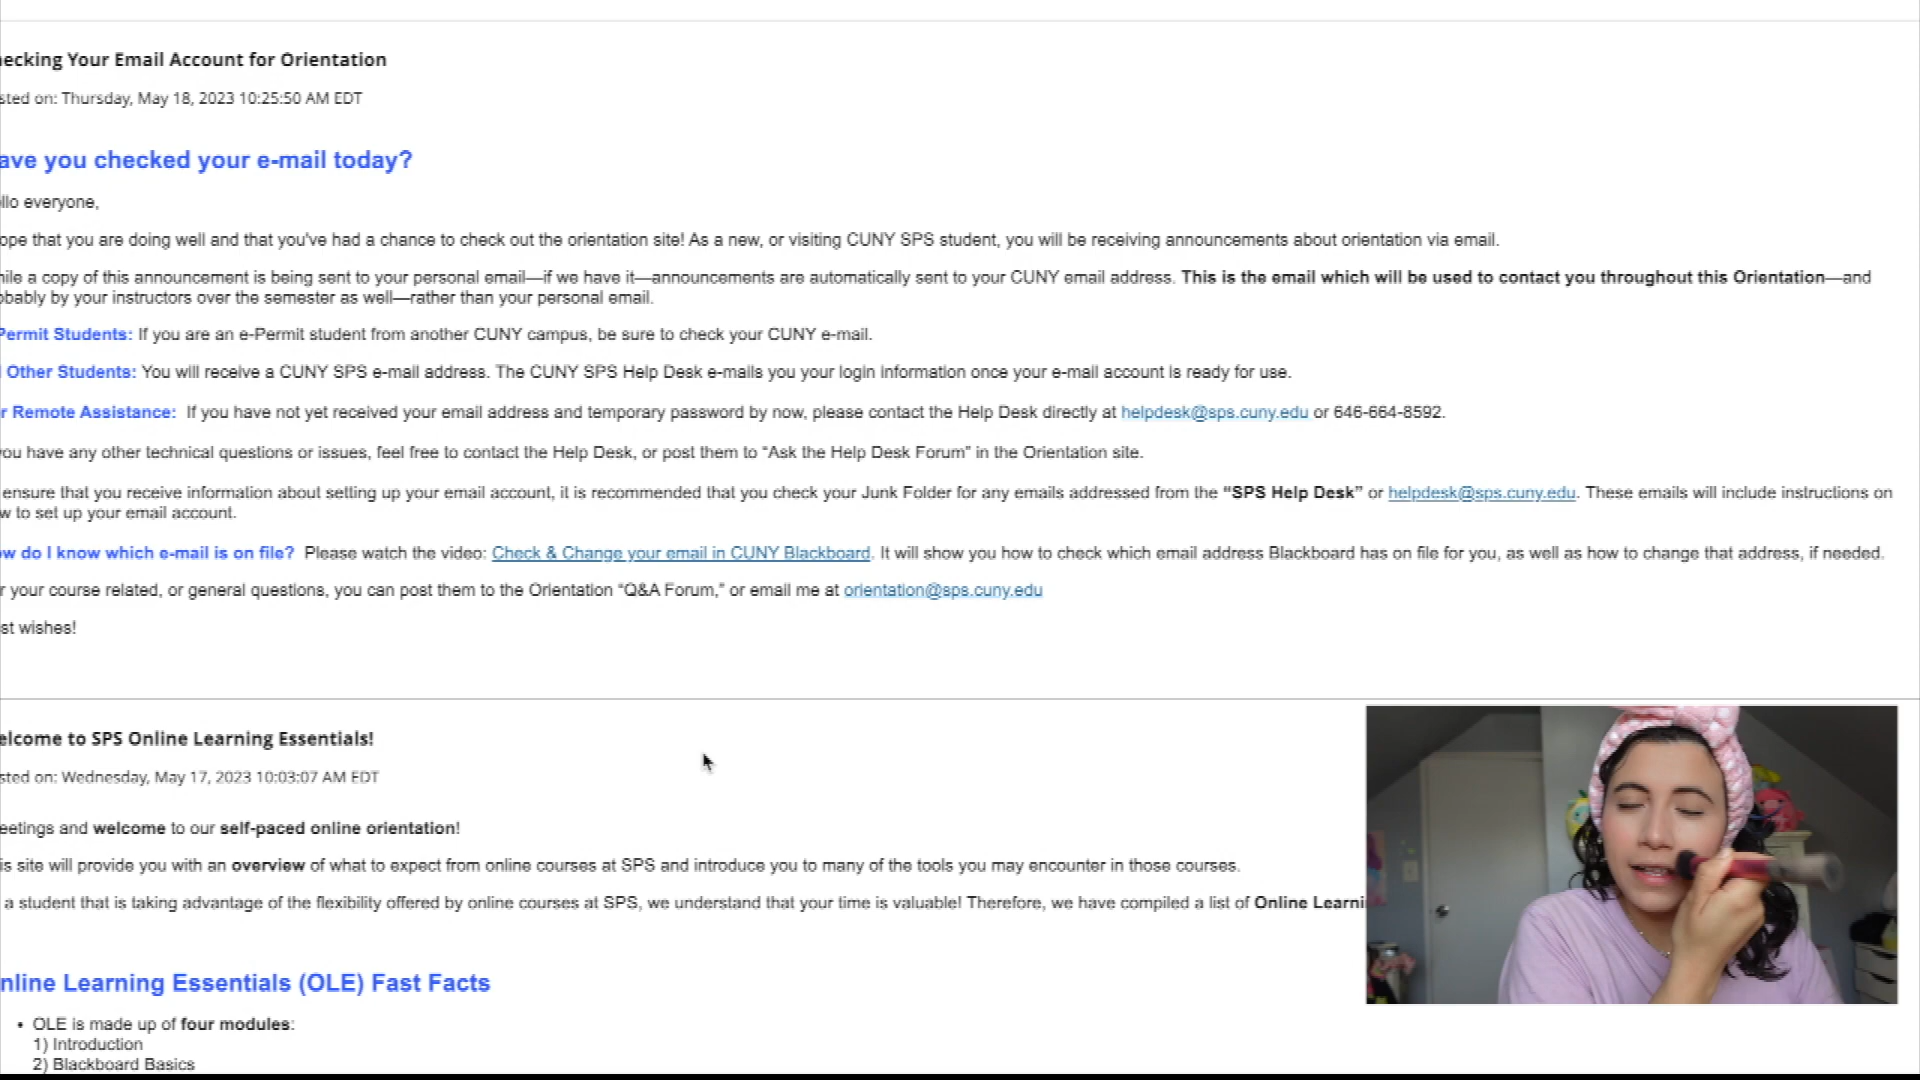 ecking Your Email Account for Orientation
sted on: Thursday, May 18, 2023 10:25:50 AM EDT
ave you checked your e-mail today?
llo everyone,
ope that you are doing well and that you've had a chance to check out the orientation site! As a new, or visiting CUNY SPS student, you will be receiving announcements about orientation via email.
ile a copy of this announcement is being sent to your personal email—if we have it—announcements are automatically sent to your CUNY email address. This is the email which will be used to contact you throughout this Orientation—and
obably by your instructors over the semester as well—rather than your personal email.
Permit Students: If you are an e-Permit student from another CUNY campus, be sure to check your CUNY e-mail.
l Other Students: You will receive a CUNY SPS e-mail address. The CUNY SPS Help Desk e-mails you your login information once your e-mail account is ready for use.
r Remote Assistance: If you have not yet received your email address and temporary password by now, please contact the Help Desk directly at helpdesk@sps.cuny.edu or 646-664-8592.
you have any other technical questions or issues, feel free to contact the Help Desk, or post them to “Ask the Help Desk Forum” in the Orientation site.
ensure that you receive information about setting up your email account, it is recommended that you check your Junk Folder for any emails addressed from the “SPS Help Desk” or helpdesk@sps.cuny.edu. These emails will include instructions on
w to set up your email account.
ow do I know which e-mail is on file? Please watch the video: Check & Change your email in CUNY Blackboard. It will show you how to check which email address Blackboard has on file for you, as well as how to change that address, if needed.
r your course related, or general questions, you can post them to the Orientation “Q&A Forum,” or email me at orientation@sps.cuny.edu
st wishes!
elcome to SPS Online Learning Essentials!
sted on: Wednesday, May 17, 2023 10:03:07 AM EDT
eetings and welcome to our self-paced online orientation!
is site will provide you with an overview of what to expect from online courses at SPS and introduce you to many of the tools you may encounter in those courses.
a student that is taking advantage of the flexibility offered by online courses at SPS, we understand that your time is valuable! Therefore, we have compiled a list of Online Learni
nline Learning Essentials (OLE) Fast Facts
• OLE is made up of four modules:
1) Introduction
2) Blackboard Basics